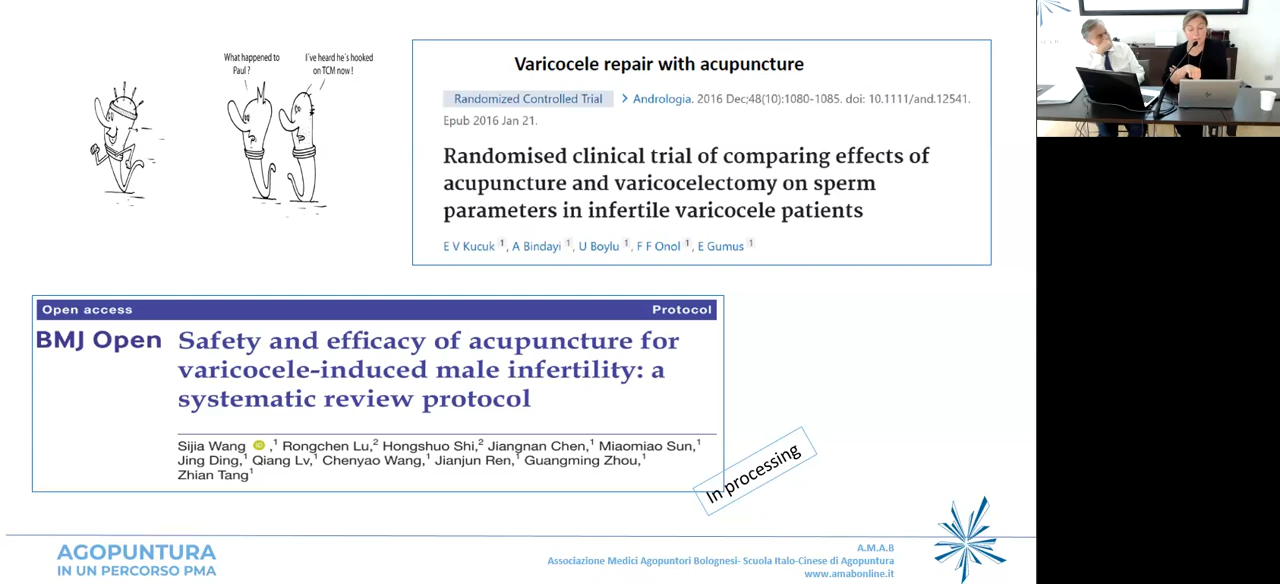 What happened to
Paul ?
I've heard he's hooked
on TCM now !
Varicocele repair with acupuncture
Randomized Controlled Trial > Andrologia. 2016 Dec;48(10):1080-1085. doi: 10.1111/and.12541.
Epub 2016 Jan 21.
Randomised clinical trial of comparing effects of
acupuncture and varicocelectomy on sperm
parameters in infertile varicocele patients
E V Kucuk 1, A Bindayi 1, U Boylu 1, F F Onol 1, E Gumus 1
Open access Protocol
BMJ Open Safety and efficacy of acupuncture for
varicocele-induced male infertility: a
systematic review protocol
Sijia Wang iD ,1 Rongchen Lu,2 Hongshuo Shi,2 Jiangnan Chen,1 Miaomiao Sun,1
Jing Ding,1 Qiang Lv,1 Chenyao Wang,1 Jianjun Ren,1 Guangming Zhou,1
Zhian Tang1
In processing
AGOPUNTURA
IN UN PERCORSO PMA
A.M.A.B
Associazione Medici Agopuntori Bolognesi- Scuola Italo-Cinese di Agopuntura
www.amabonline.it